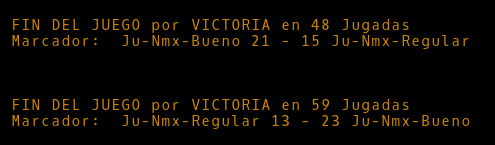 FIN DEL JUEGO por VICTORIA en 48 Jugadas
Marcador:  Ju-Nmx-Bueno 21 - 15 Ju-Nmx-Regular
FIN DEL JUEGO por VICTORIA en 59 Jugadas
Marcador:  Ju-Nmx-Regular 13 - 23 Ju-Nmx-Bueno